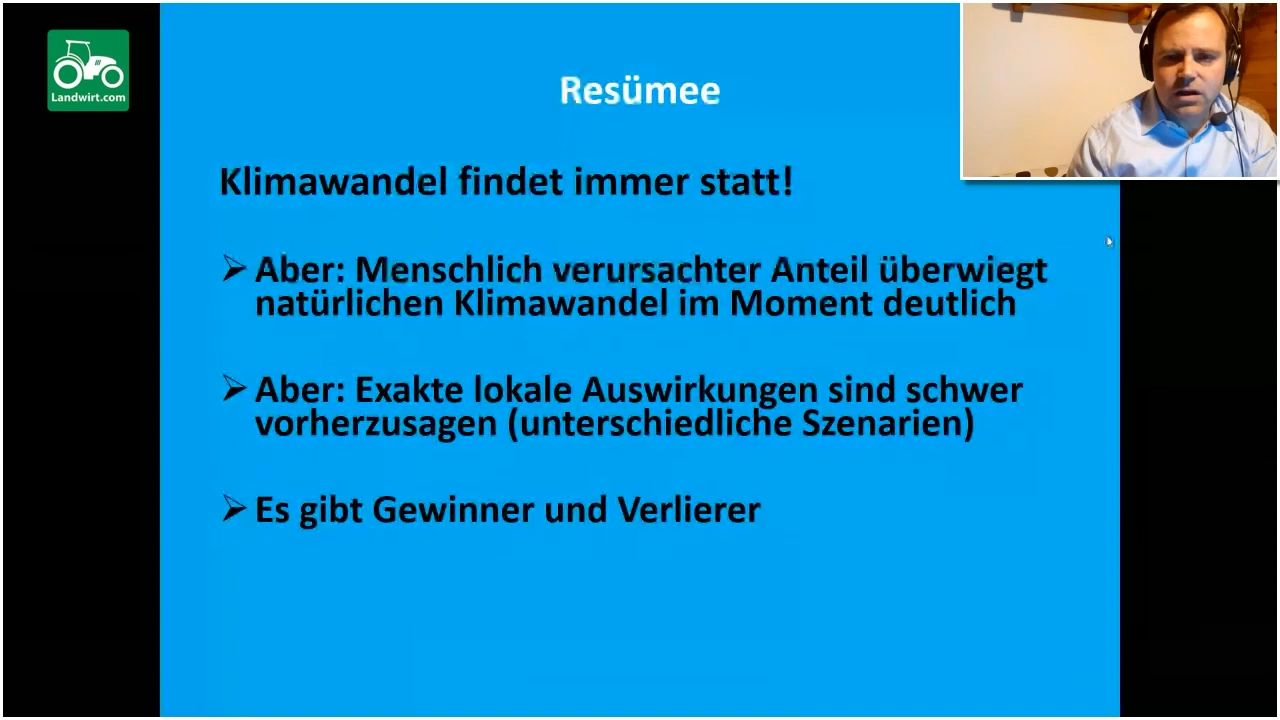 Landwirt.com
Resümee
Klimawandel findet immer statt!
➢ Aber: Menschlich verursachter Anteil überwiegt
natürlichen Klimawandel im Moment deutlich
➢ Aber: Exakte lokale Auswirkungen sind schwer
vorherzusagen (unterschiedliche Szenarien)
➢ Es gibt Gewinner und Verlierer